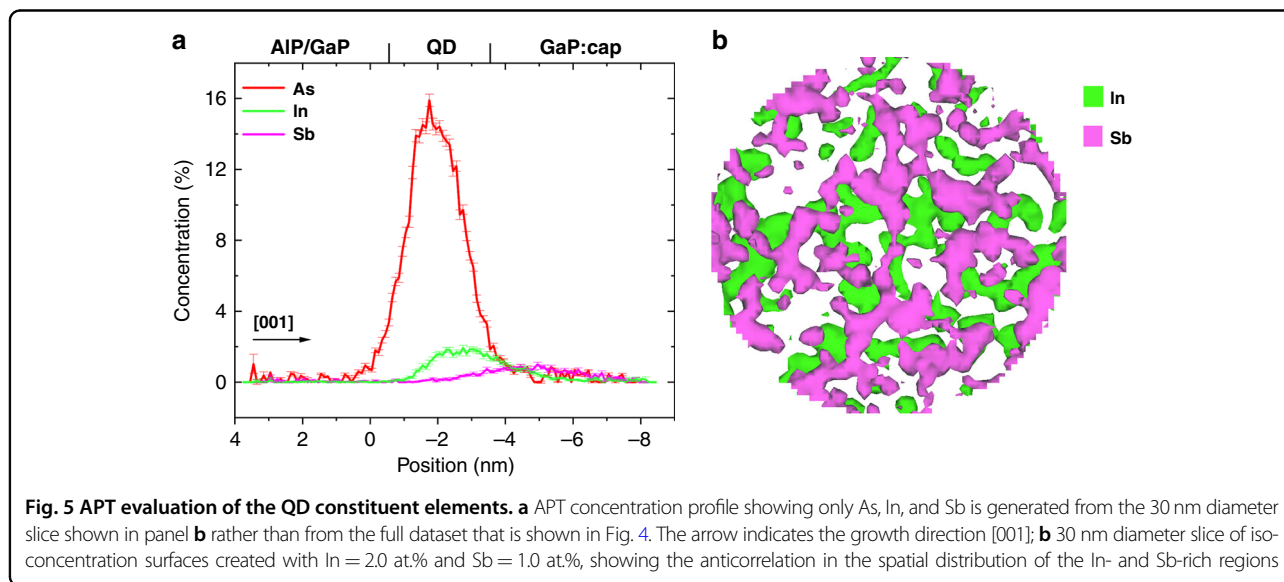 a
b
AlP/GaP | QD | GaP:cap
As
In
Sb
In
Sb
16
12
8
4
0
Concentration (%)
[001]
4 2 0 −2 −4 −6 −8
Position (nm)
Fig. 5 APT evaluation of the QD constituent elements. a APT concentration profile showing only As, In, and Sb is generated from the 30 nm diameter
slice shown in panel b rather than from the full dataset that is shown in Fig. 4. The arrow indicates the growth direction [001]; b 30 nm diameter slice of iso-
concentration surfaces created with In = 2.0 at.% and Sb = 1.0 at.%, showing the anticorrelation in the spatial distribution of the In- and Sb-rich regions